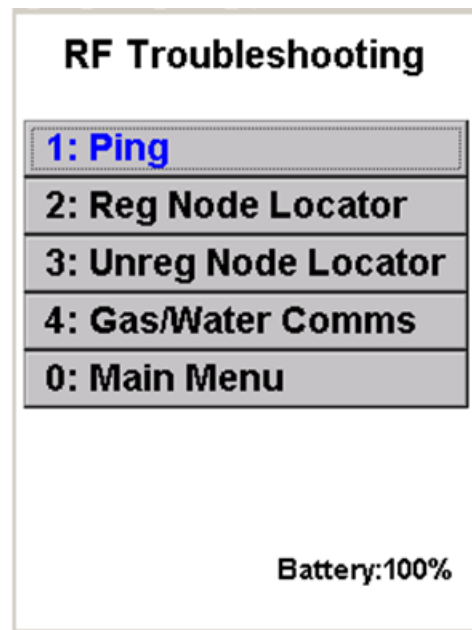 RF Troubleshooting
1: Ping
2: Reg Node Locator
3: Unreg Node Locator
4: Gas/Water Comms
0: Main Menu
Battery:100%